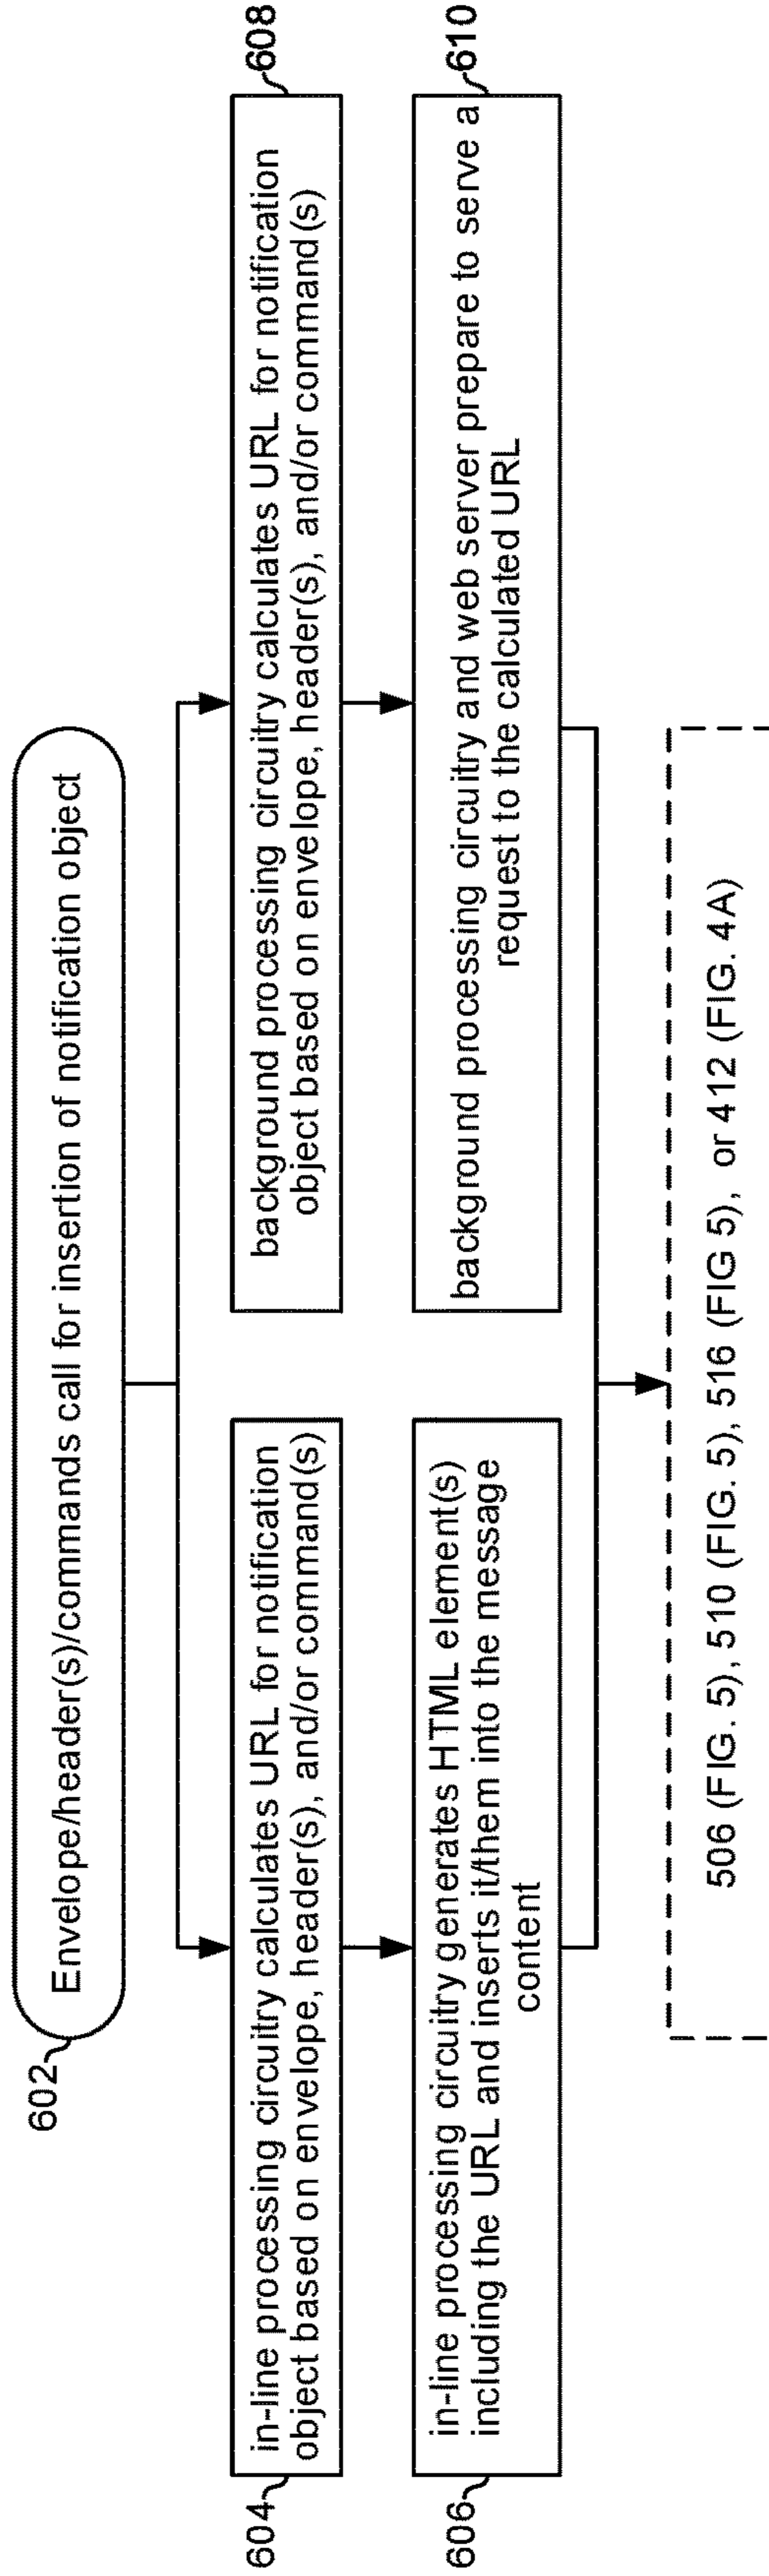 602
Envelope/header(s)/commands call for insertion of notification object
604
in-line processing circuitry calculates URL for notification
object based on envelope, header(s), and/or command(s)
background processing circuitry calculates URL for notification
object based on envelope, header(s), and/or command(s)
608
606
in-line processing circuitry generates HTML element(s)
including the URL and inserts it/them into the message
content
background processing circuitry and web server prepare to serve a
request to the calculated URL
610
506 (FIG. 5), 510 (FIG. 5), 516 (FIG 5), or 412 (FIG. 4A)